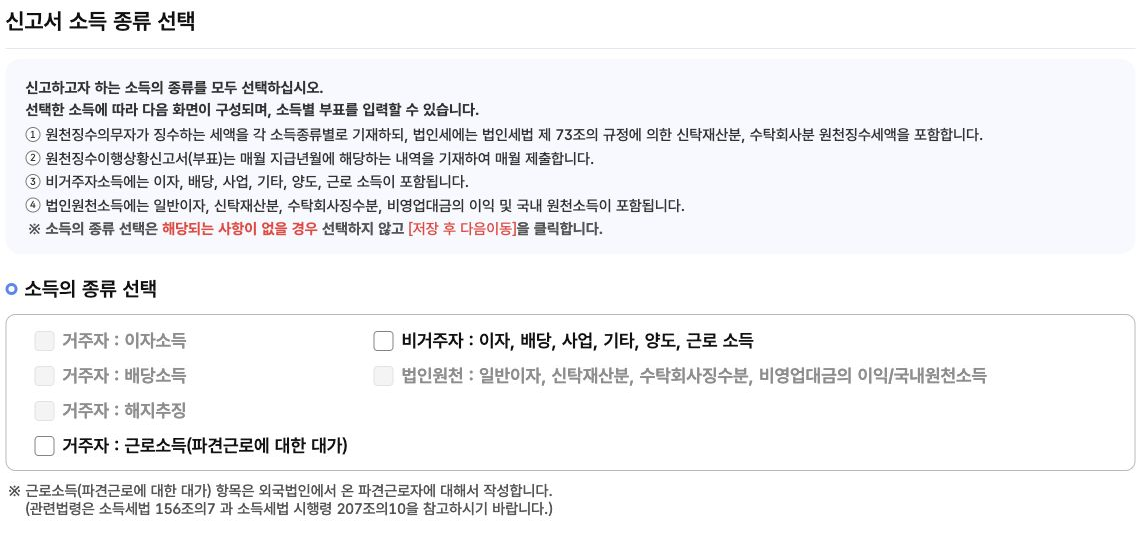 신고서 소득 종류 선택
신고하고자 하는 소득의 종류를 모두 선택하십시오.
선택한 소득에 따라 다음 화면이 구성되며, 소득별 부표를 입력할 수 있습니다.
① 원천징수의무자가 징수하는 세액을 각 소득종류별로 기재하되, 법인세에는 법인세법 제 73조의 규정에 의한 신탁재산분, 수탁회사분 원천징수세액을 포함합니다.
② 원천징수이행상황신고서(부표)는 매월 지급년월에 해당하는 내역을 기재하여 매월 제출합니다.
③ 비거주자소득에는 이자, 배당, 사업, 기타, 양도, 근로 소득이 포함됩니다.
④ 법인원천소득에는 일반이자, 신탁재산분, 수탁회사징수분, 비영업대금의 이익 및 국내 원천소득이 포함됩니다.
※ 소득의 종류 선택은 해당되는 사항이 없을 경우 선택하지 않고 [저장 후 다음이동]을 클릭합니다.
소득의 종류 선택
거주자 : 이자소득
비거주자 : 이자, 배당, 사업, 기타, 양도, 근로 소득
거주자 : 배당소득
법인원천 : 일반이자, 신탁재산분, 수탁회사징수분, 비영업대금의 이익/국내원천소득
거주자 : 해지추징
거주자 : 근로소득(파견근로에 대한 대가)
※ 근로소득(파견근로에 대한 대가) 항목은 외국법인에서 온 파견근로자에 대해서 작성합니다.
(관련법령은 소득세법 156조의7 과 소득세법 시행령 207조의10을 참고하시기 바랍니다.)